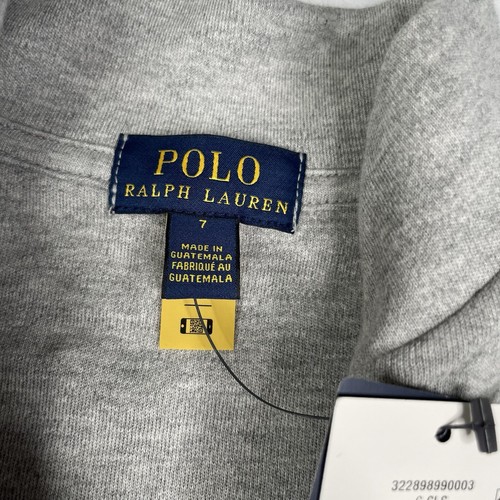 POLO
RALPH LAUREN
7
MADE IN
GUATEMALA
FABRIQUÉ AU
GUATEMALA
322898990003